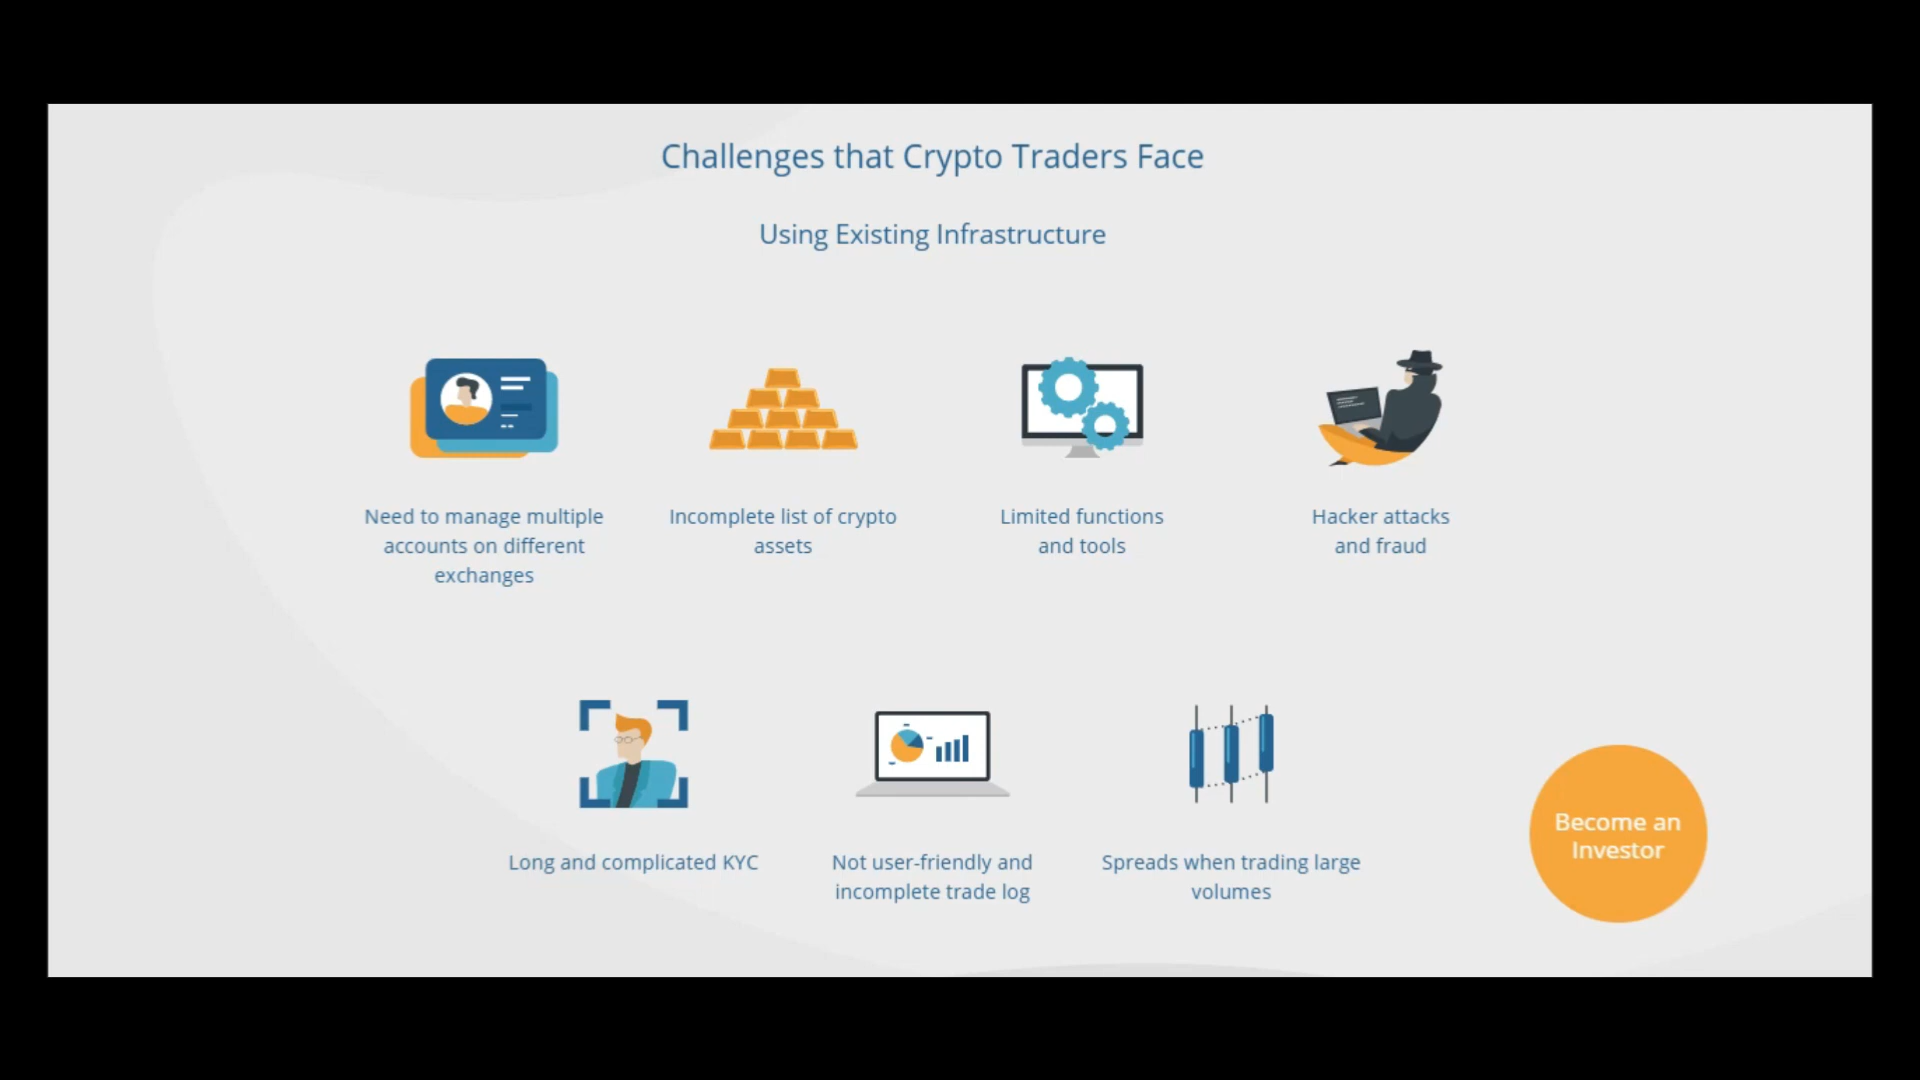 Challenges that Crypto Traders Face
Using Existing Infrastructure
Need to manage multiple
accounts on different
exchanges
Incomplete list of crypto
assets
Limited functions
and tools
Hacker attacks
and fraud
Long and complicated KYC
Not user-friendly and
incomplete trade log
Spreads when trading large
volumes
Become an
Investor